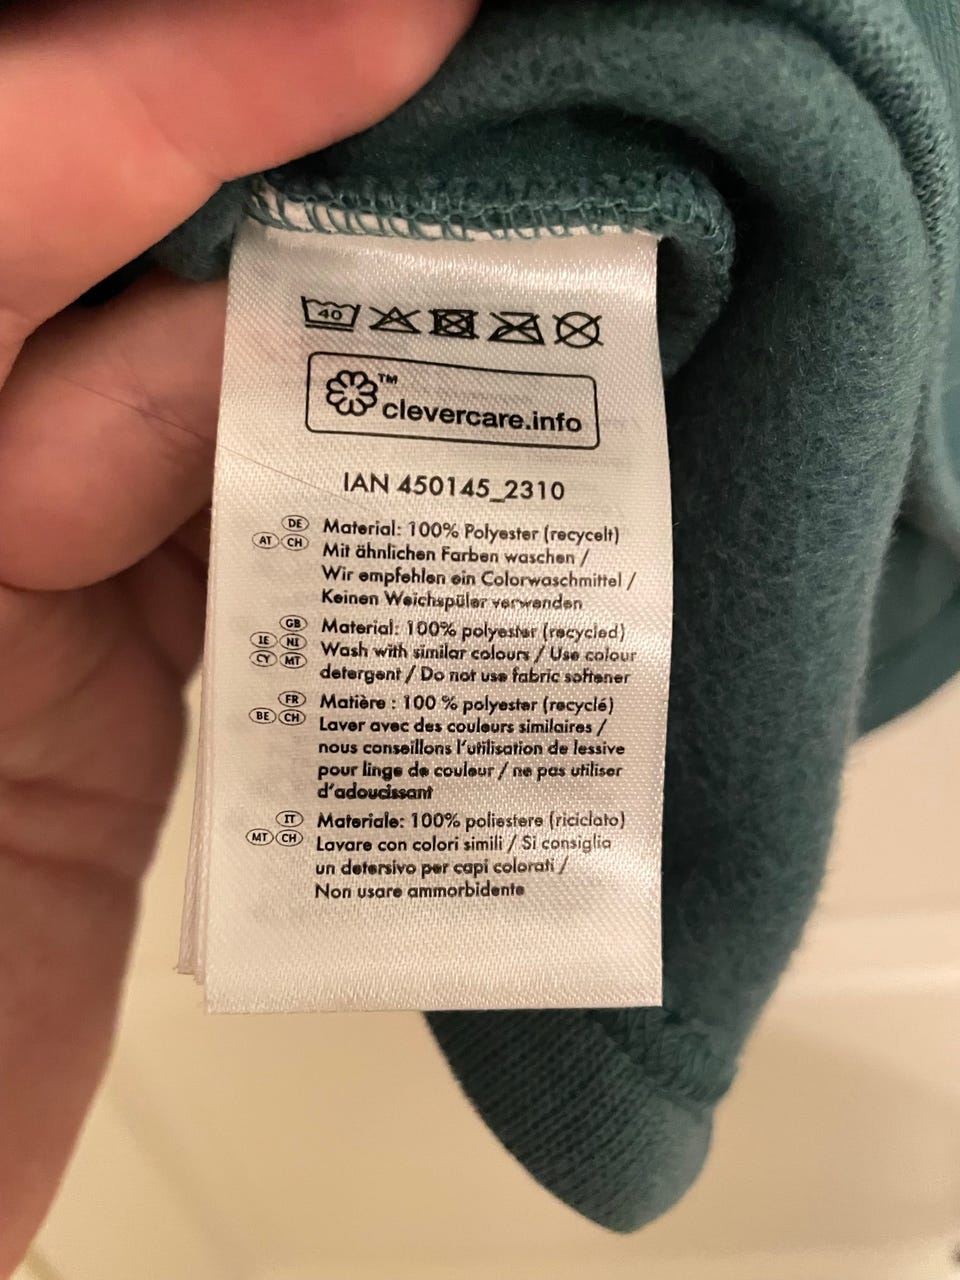 40
TM
clevercare.info
IAN 450145_2310
DE
AT CH
Material: 100% Polyester (recycelt)
Mit ähnlichen Farben waschen /
Wir empfehlen ein Colorwaschmittel /
Keinen Weichspüler verwenden
GB
IE NI
CY MT
Material: 100% polyester (recycled)
Wash with similar colours / Use colour
detergent / Do not use fabric softener
FR
BE CH
Matière : 100 % polyester (recyclé)
Laver avec des couleurs similaires /
nous conseillons l'utilisation de lessive
pour linge de couleur / ne pas utiliser
d'adoucissant
IT
MT CH
Materiale: 100% poliestere (riciclato)
Lavare con colori simili / Si consiglia
un detersivo per capi colorati /
Non usare ammorbidente